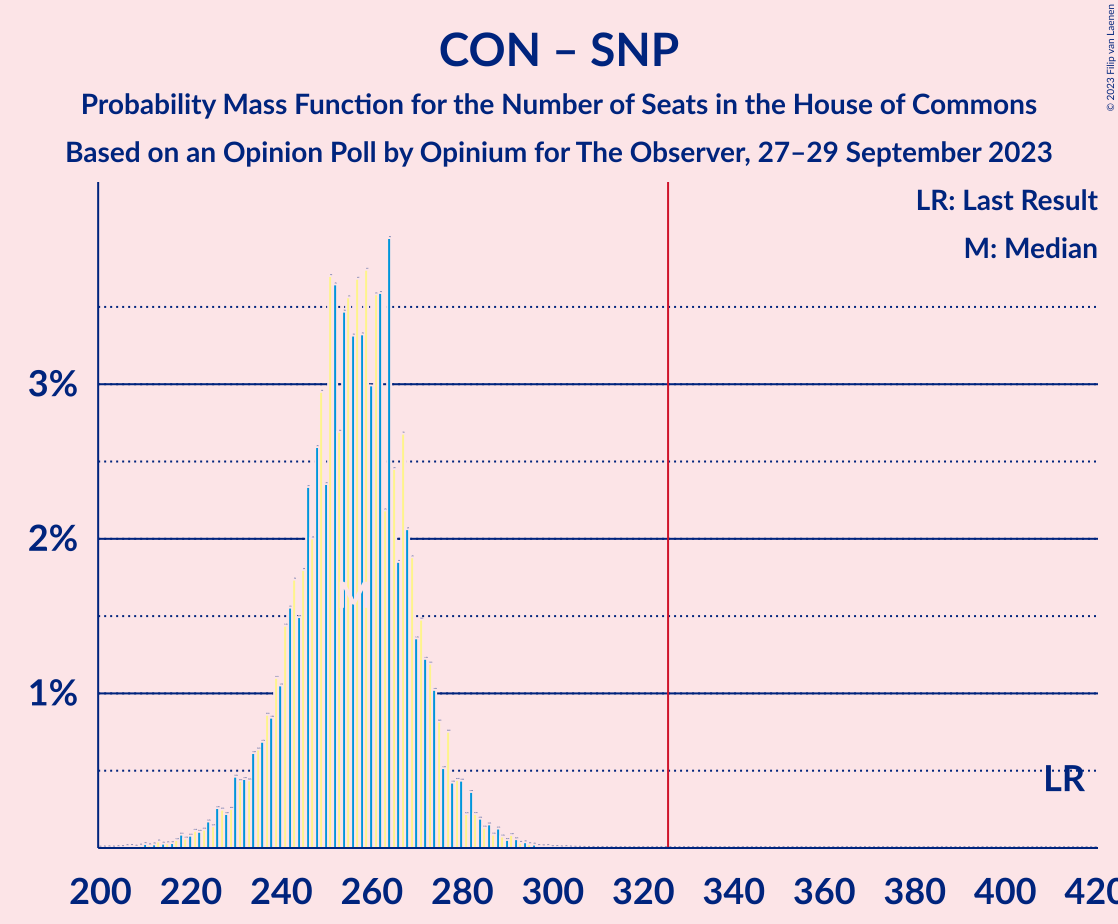 CON – SNP
Probability Mass Function for the Number of Seats in the House of Commons
Based on an Opinion Poll by Opinium for The Observer, 27–29 September 2023
© 2023 Filip van Laenen
LR: Last Result
M: Median
3%
2%
1%
M
LR
200 220 240 260 280 300 320 340 360 380 400 420